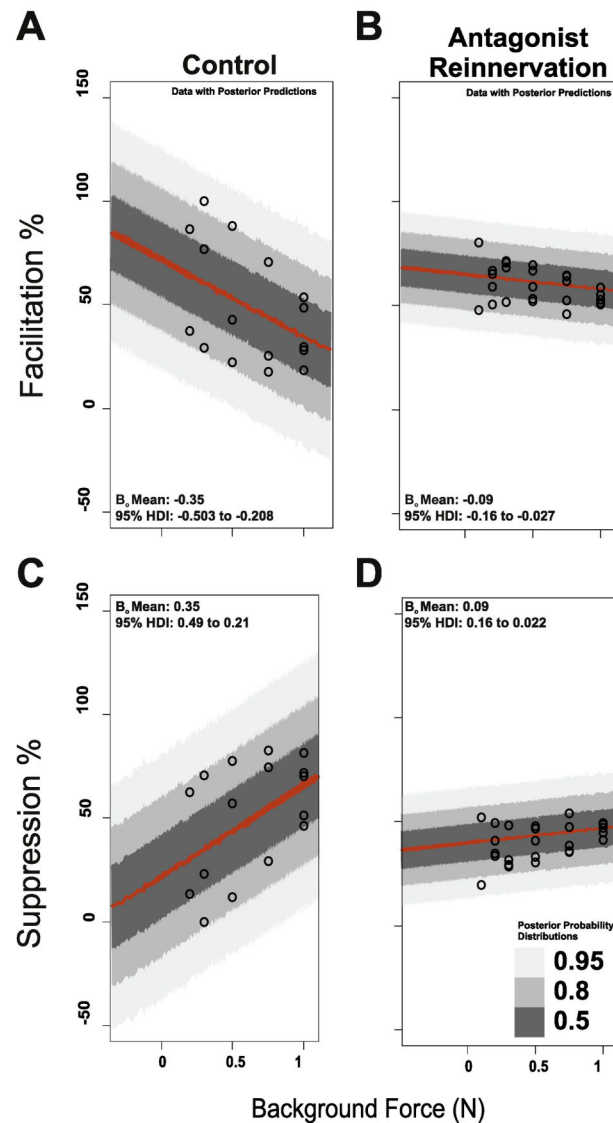 A
Control
Data with Posterior Predictions
B
Antagonist
Reinnervation
Data with Posterior Predictions
Facilitation %
150
100
50
0
-50
B₀ Mean: -0.35
95% HDI: -0.503 to -0.208
B₀ Mean: -0.09
95% HDI: -0.16 to -0.027
C
B₀ Mean: 0.35
95% HDI: 0.49 to 0.21
D
B₀ Mean: 0.09
95% HDI: 0.16 to 0.022
Suppression %
150
100
50
0
-50
Posterior Probability
Distributions
0.95
0.8
0.5
0 0.5 1
0 0.5 1
Background Force (N)